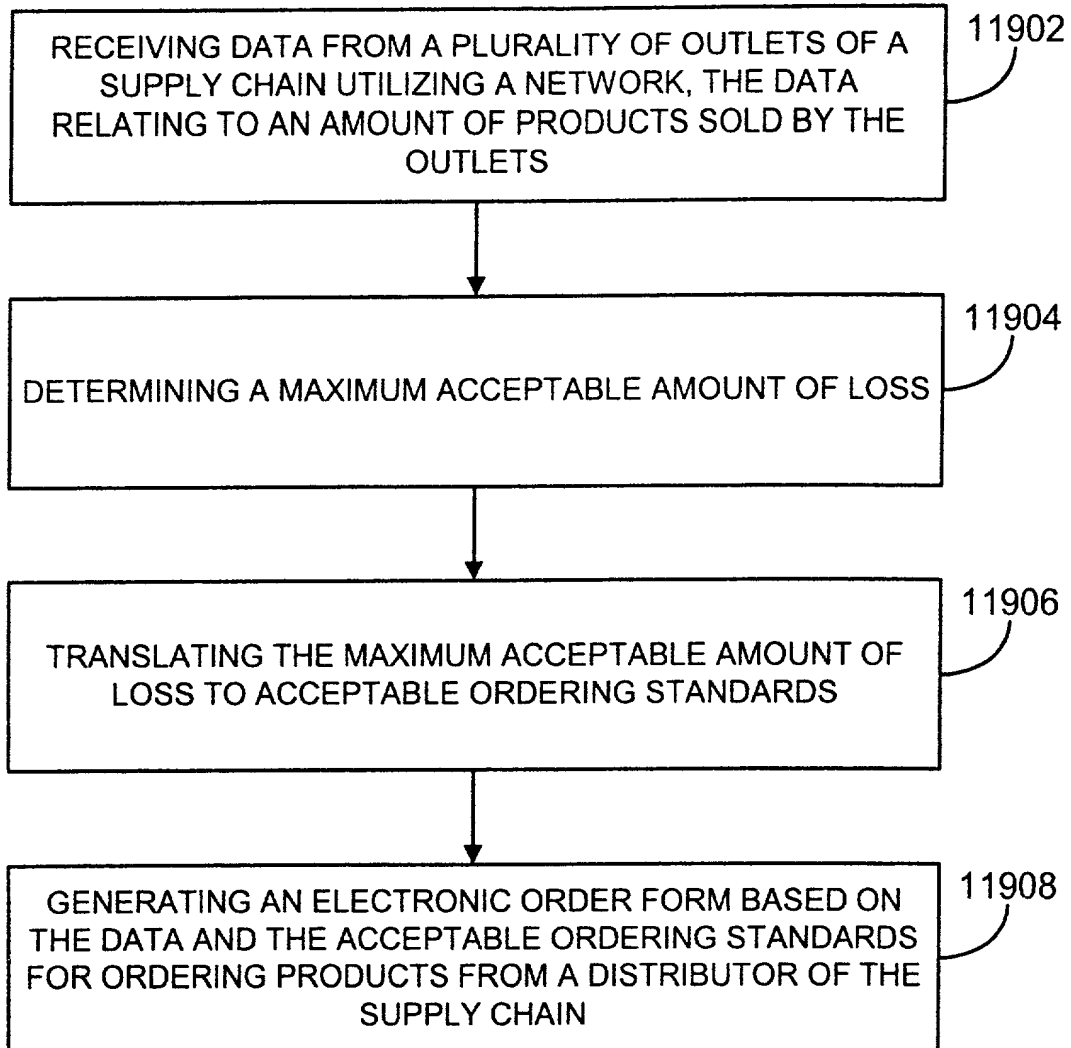 RECEIVING DATA FROM A PLURALITY OF OUTLETS OF A
SUPPLY CHAIN UTILIZING A NETWORK, THE DATA
RELATING TO AN AMOUNT OF PRODUCTS SOLD BY THE
OUTLETS
11902
DETERMINING A MAXIMUM ACCEPTABLE AMOUNT OF LOSS
11904
TRANSLATING THE MAXIMUM ACCEPTABLE AMOUNT OF
LOSS TO ACCEPTABLE ORDERING STANDARDS
11906
GENERATING AN ELECTRONIC ORDER FORM BASED ON
THE DATA AND THE ACCEPTABLE ORDERING STANDARDS
FOR ORDERING PRODUCTS FROM A DISTRIBUTOR OF THE
SUPPLY CHAIN
11908